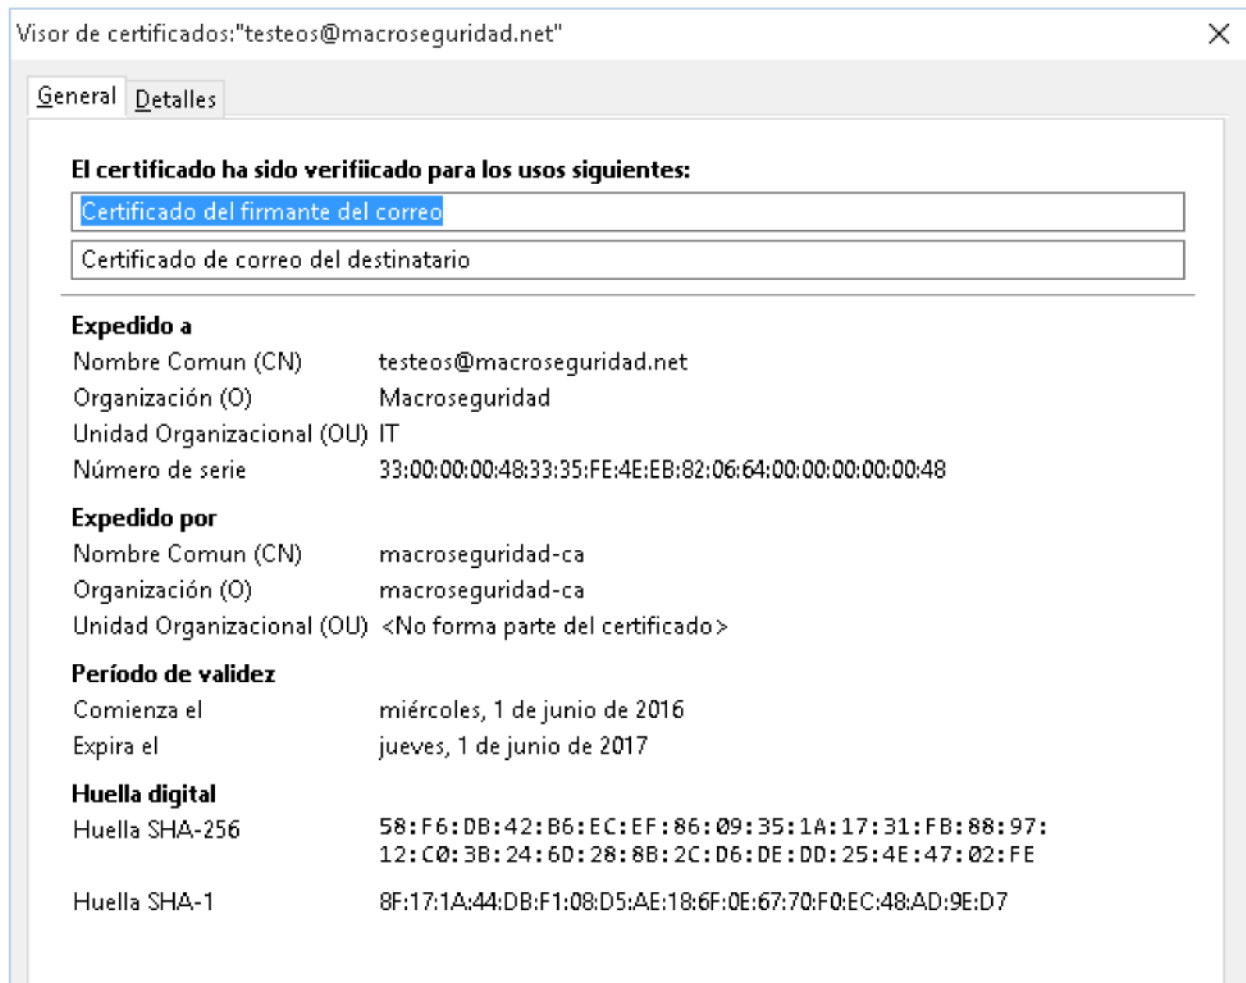 Visor de certificados:"testeos@macroseguridad.net"
General Detalles
El certificado ha sido verifiicado para los usos siguientes:
Certificado del firmante del correo
Certificado de correo del destinatario
Expedido a
Nombre Comun (CN) testeos@macroseguridad.net
Organización (O) Macroseguridad
Unidad Organizacional (OU) IT
Número de serie 33:00:00:00:48:33:35:FE:4E:EB:82:06:64:00:00:00:00:00:48
Expedido por
Nombre Comun (CN) macroseguridad-ca
Organización (O) macroseguridad-ca
Unidad Organizacional (OU) <No forma parte del certificado>
Período de validez
Comienza el miércoles, 1 de junio de 2016
Expira el jueves, 1 de junio de 2017
Huella digital
Huella SHA-256 58:F6:DB:42:B6:EC:EF:86:09:35:1A:17:31:FB:88:97:
12:C0:3B:24:6D:28:8B:2C:D6:DE:DD:25:4E:47:02:FE
Huella SHA-1 8F:17:1A:44:DB:F1:08:D5:AE:18:6F:0E:67:70:F0:EC:48:AD:9E:D7